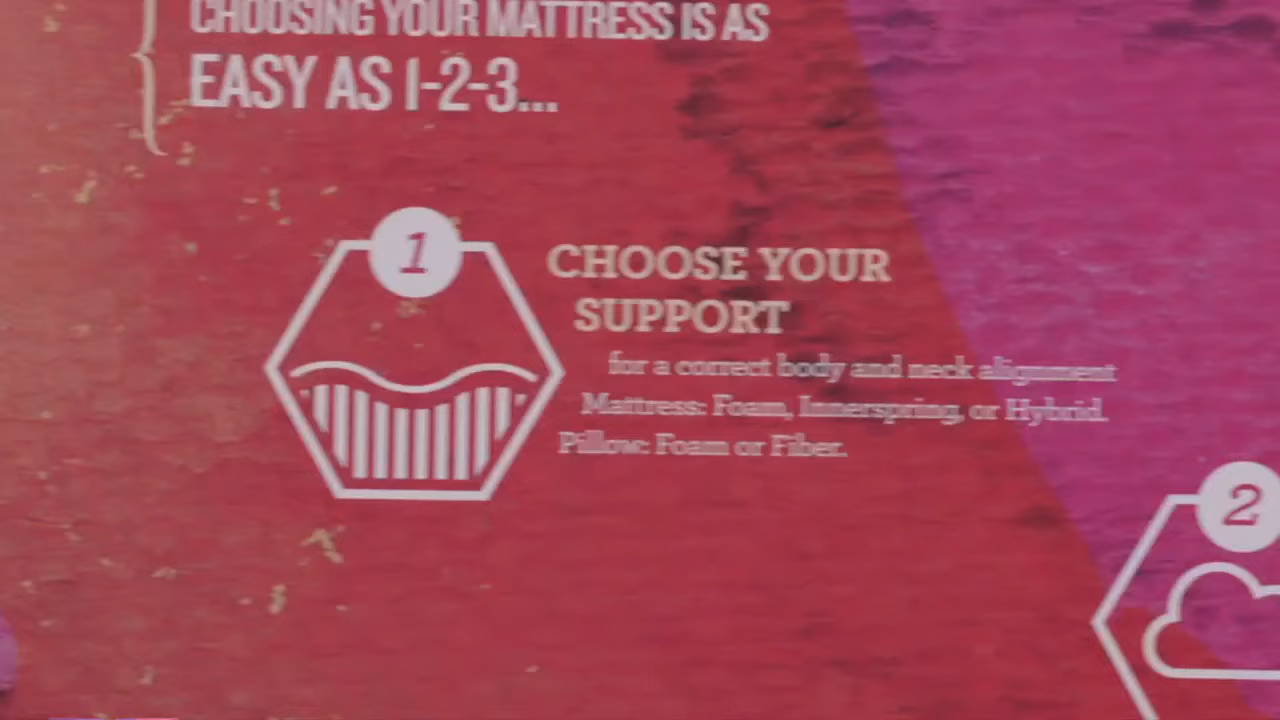 CHOOSING YOUR MATTRESS IS AS
EASY AS 1-2-3...
1
CHOOSE YOUR
SUPPORT
for a correct body and neck alignment
Mattress: Foam, Innerspring, or Hybrid.
Pillow: Foam or Fiber.
2